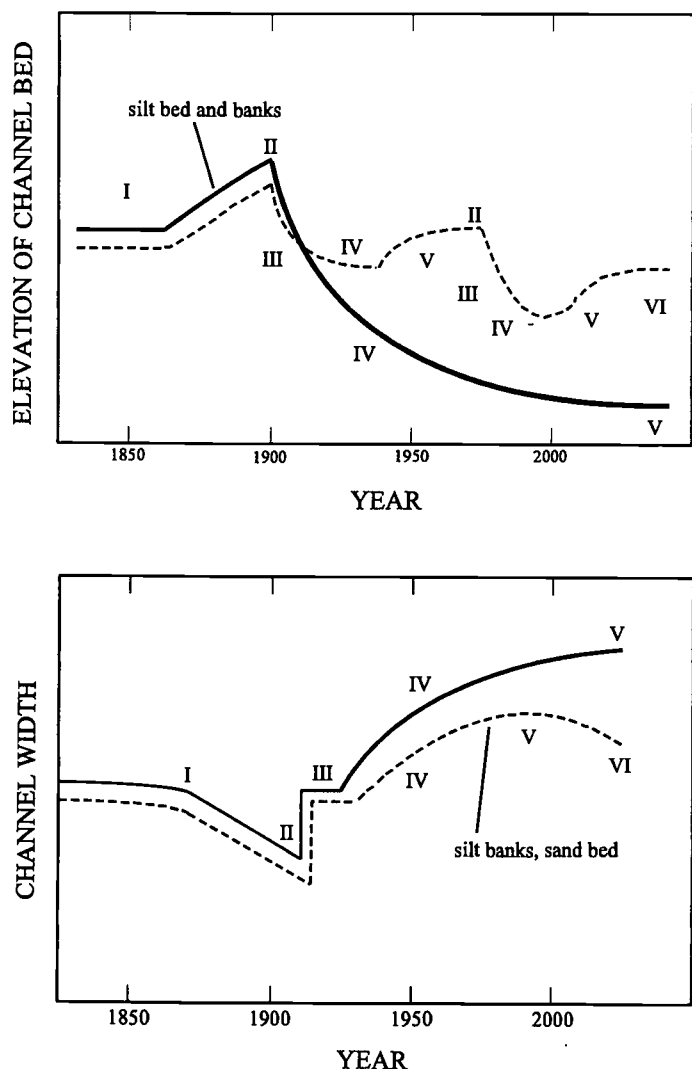 ELEVATION OF CHANNEL BED
silt bed and banks
I
II
III
IV
IV
V
II
III
IV
V
VI
V
1850
1900
1950
2000
YEAR
CHANNEL WIDTH
I
II
III
IV
V
IV
V
VI
silt banks, sand bed
1850
1900
1950
2000
YEAR